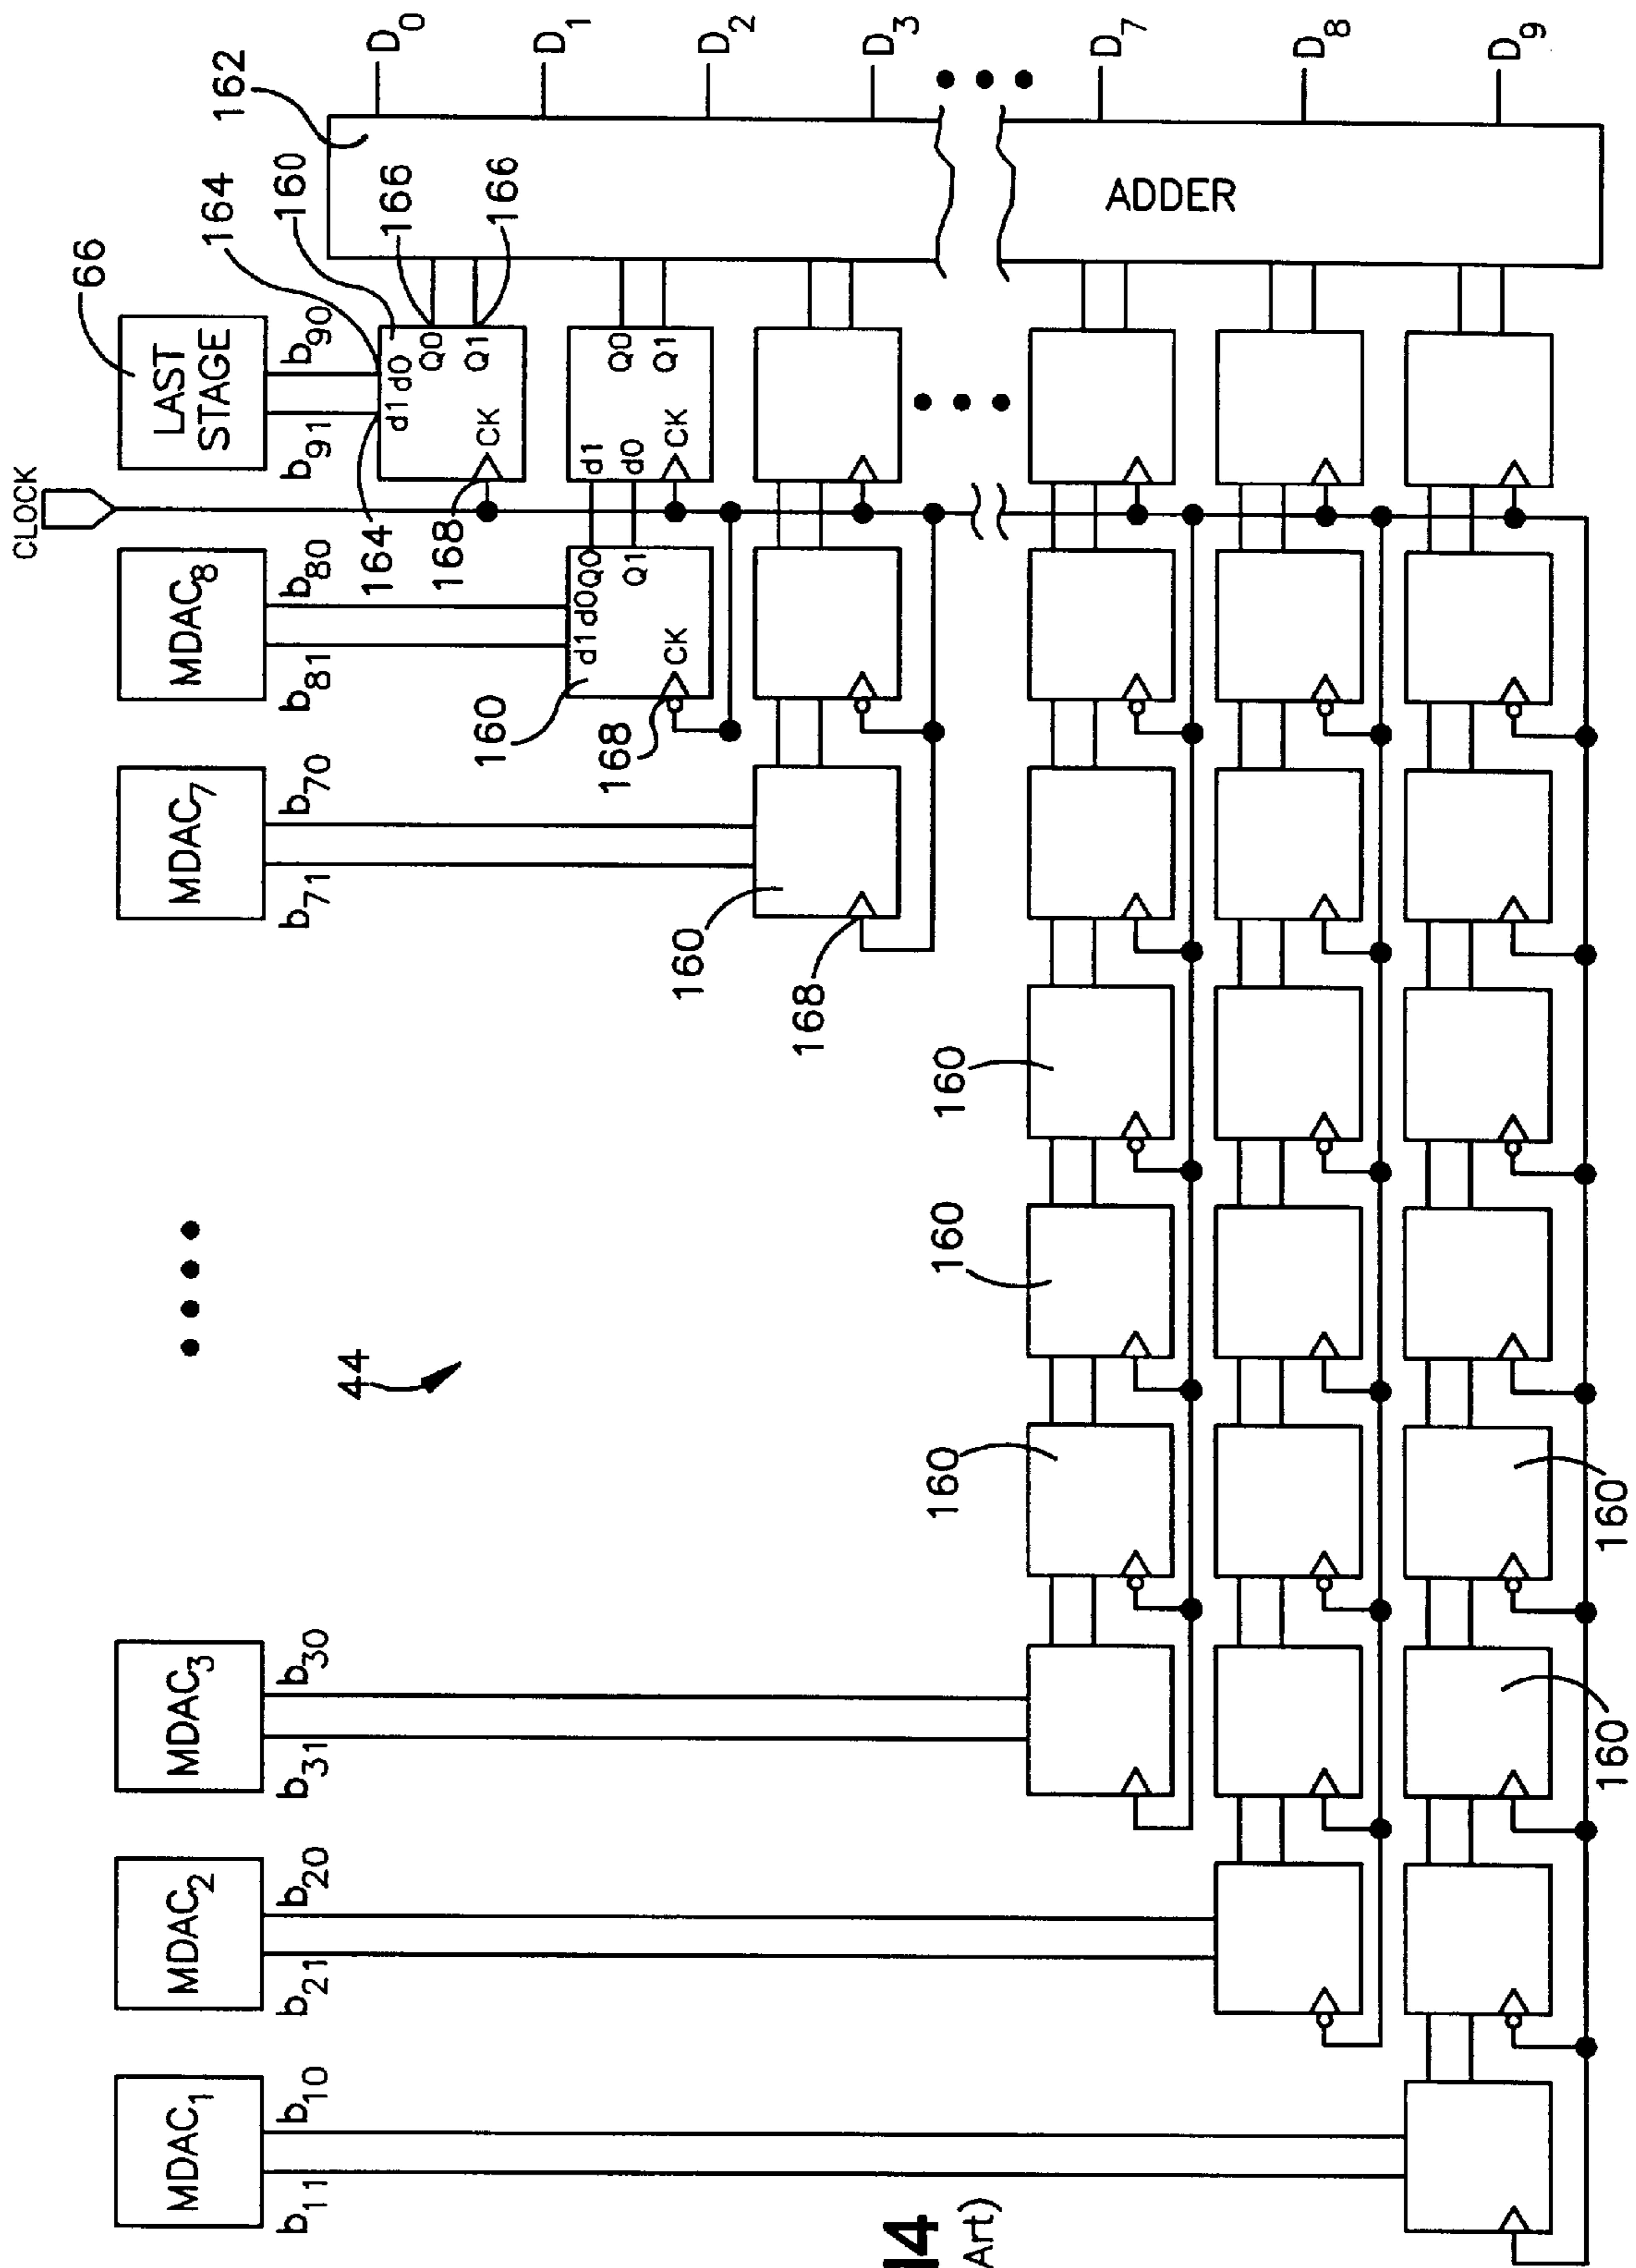 CLOCK
MDAC1
MDAC2
MDAC3
MDAC7
MDAC8
LAST
STAGE
66
b11 b10
b21 b20
b31 b30
b71 b70
b81 b80
b91 b90
44
164
164
160
162
166
166
168
d1 d0
Q0
Q1
CK
160
168
d1 d0 Q0
Q1
CK
d1
d0
CK
Q0
Q1
160
168
160
160
160
160
160
ADDER
D0
D1
D2
D3
D7
D8
D9
14
Art)